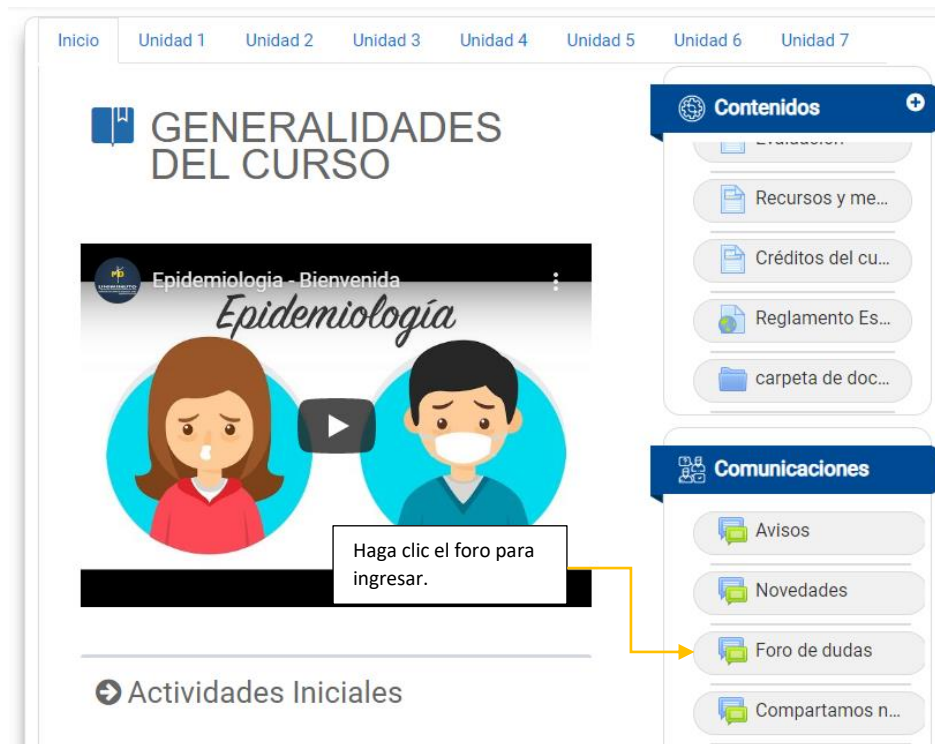 Inicio
Unidad 1
Unidad 2
Unidad 3
Unidad 4
Unidad 5
Unidad 6
Unidad 7
GENERALIDADES
DEL CURSO
Epidemiologia - Bienvenida
Epidemiología
Haga clic el foro para
ingresar.
Actividades Iniciales
Contenidos
Recursos y me...
Créditos del cu...
Reglamento Es...
carpeta de doc...
Comunicaciones
Avisos
Novedades
Foro de dudas
Compartamos n...